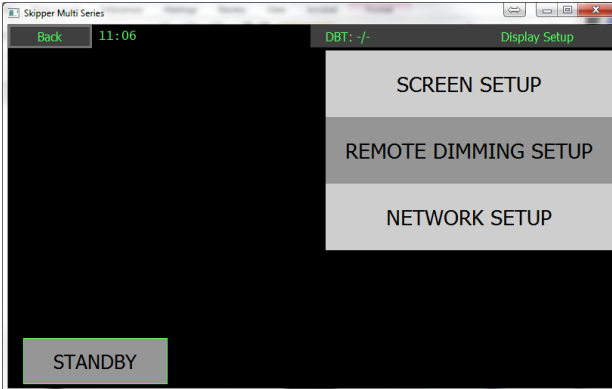 Skipper Multi Series
Back 11:06 DBT: -/- Display Setup
SCREEN SETUP
REMOTE DIMMING SETUP
NETWORK SETUP
STANDBY